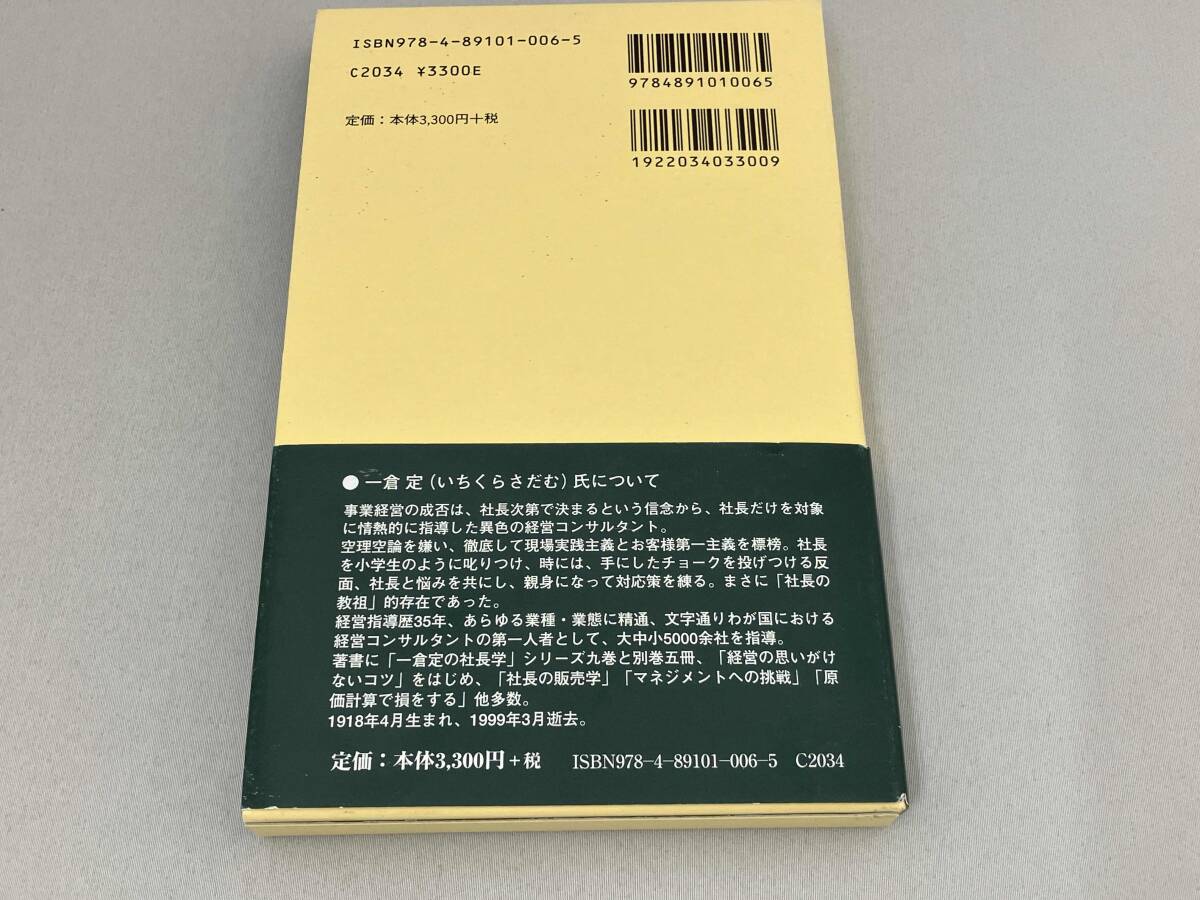 ISBN978-4-89101-006-5
C2034 ¥3300E
定価：本体3,300円＋税
9784891010065
1922034033009
● 一倉 定（いちくらさだむ）氏について
事業経営の成否は、社長次第で決まるという信念から、社長だけを対象
に情熱的に指導した異色の経営コンサルタント。
空理空論を嫌い、徹底して現場実践主義とお客様第一主義を標榜。社長
を小学生のように叱りつけ、時には、手にしたチョークを投げつける反
面、社長と悩みを共にし、親身になって対応策を練る。まさに「社長の
教祖」的存在であった。
経営指導歴35年、あらゆる業種・業態に精通、文字通りわが国における
経営コンサルタントの第一人者として、大中小5000余社を指導。
著書に「一倉定の社長学」シリーズ九巻と別巻五冊、「経営の思いがけ
ないコツ」をはじめ、「社長の販売学」「マネジメントへの挑戦」「原
価計算で損をする」他多数。
1918年4月生まれ、1999年3月逝去。
定価：本体3,300円＋税 ISBN978-4-89101-006-5 C2034